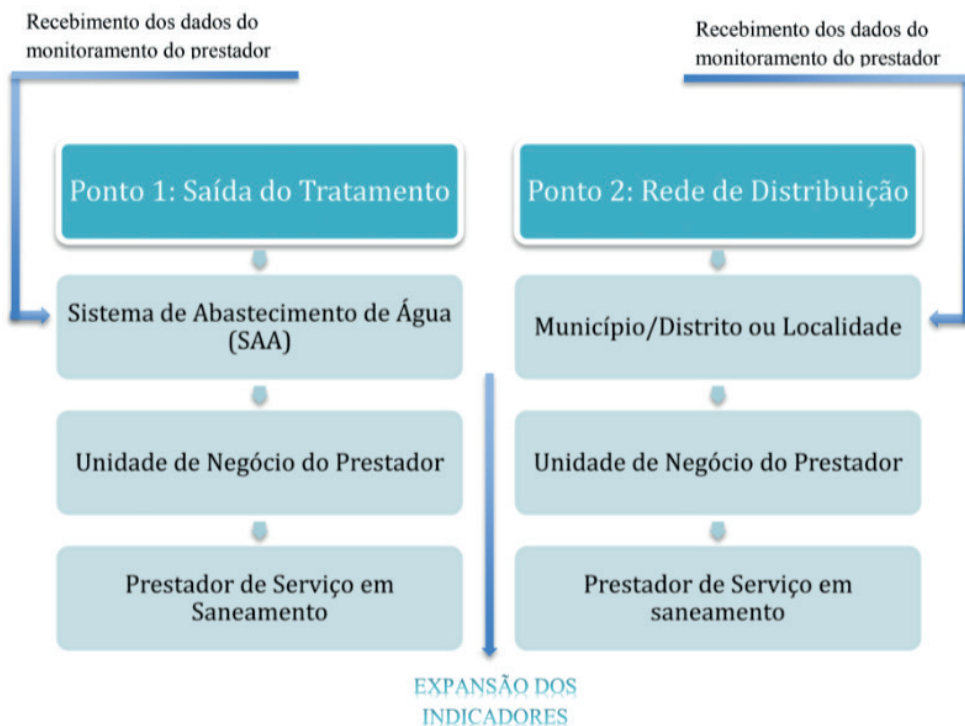 Recebimento dos dados do
monitoramento do prestador
Recebimento dos dados do
monitoramento do prestador
Ponto 1: Saída do Tratamento
Sistema de Abastecimento de Água
(SAA)
Unidade de Negócio do Prestador
Prestador de Serviço em
Saneamento
Ponto 2: Rede de Distribuição
Município/Distrito ou Localidade
Unidade de Negócio do Prestador
Prestador de Serviço em
saneamento
EXPANSÃO DOS
INDICADORES